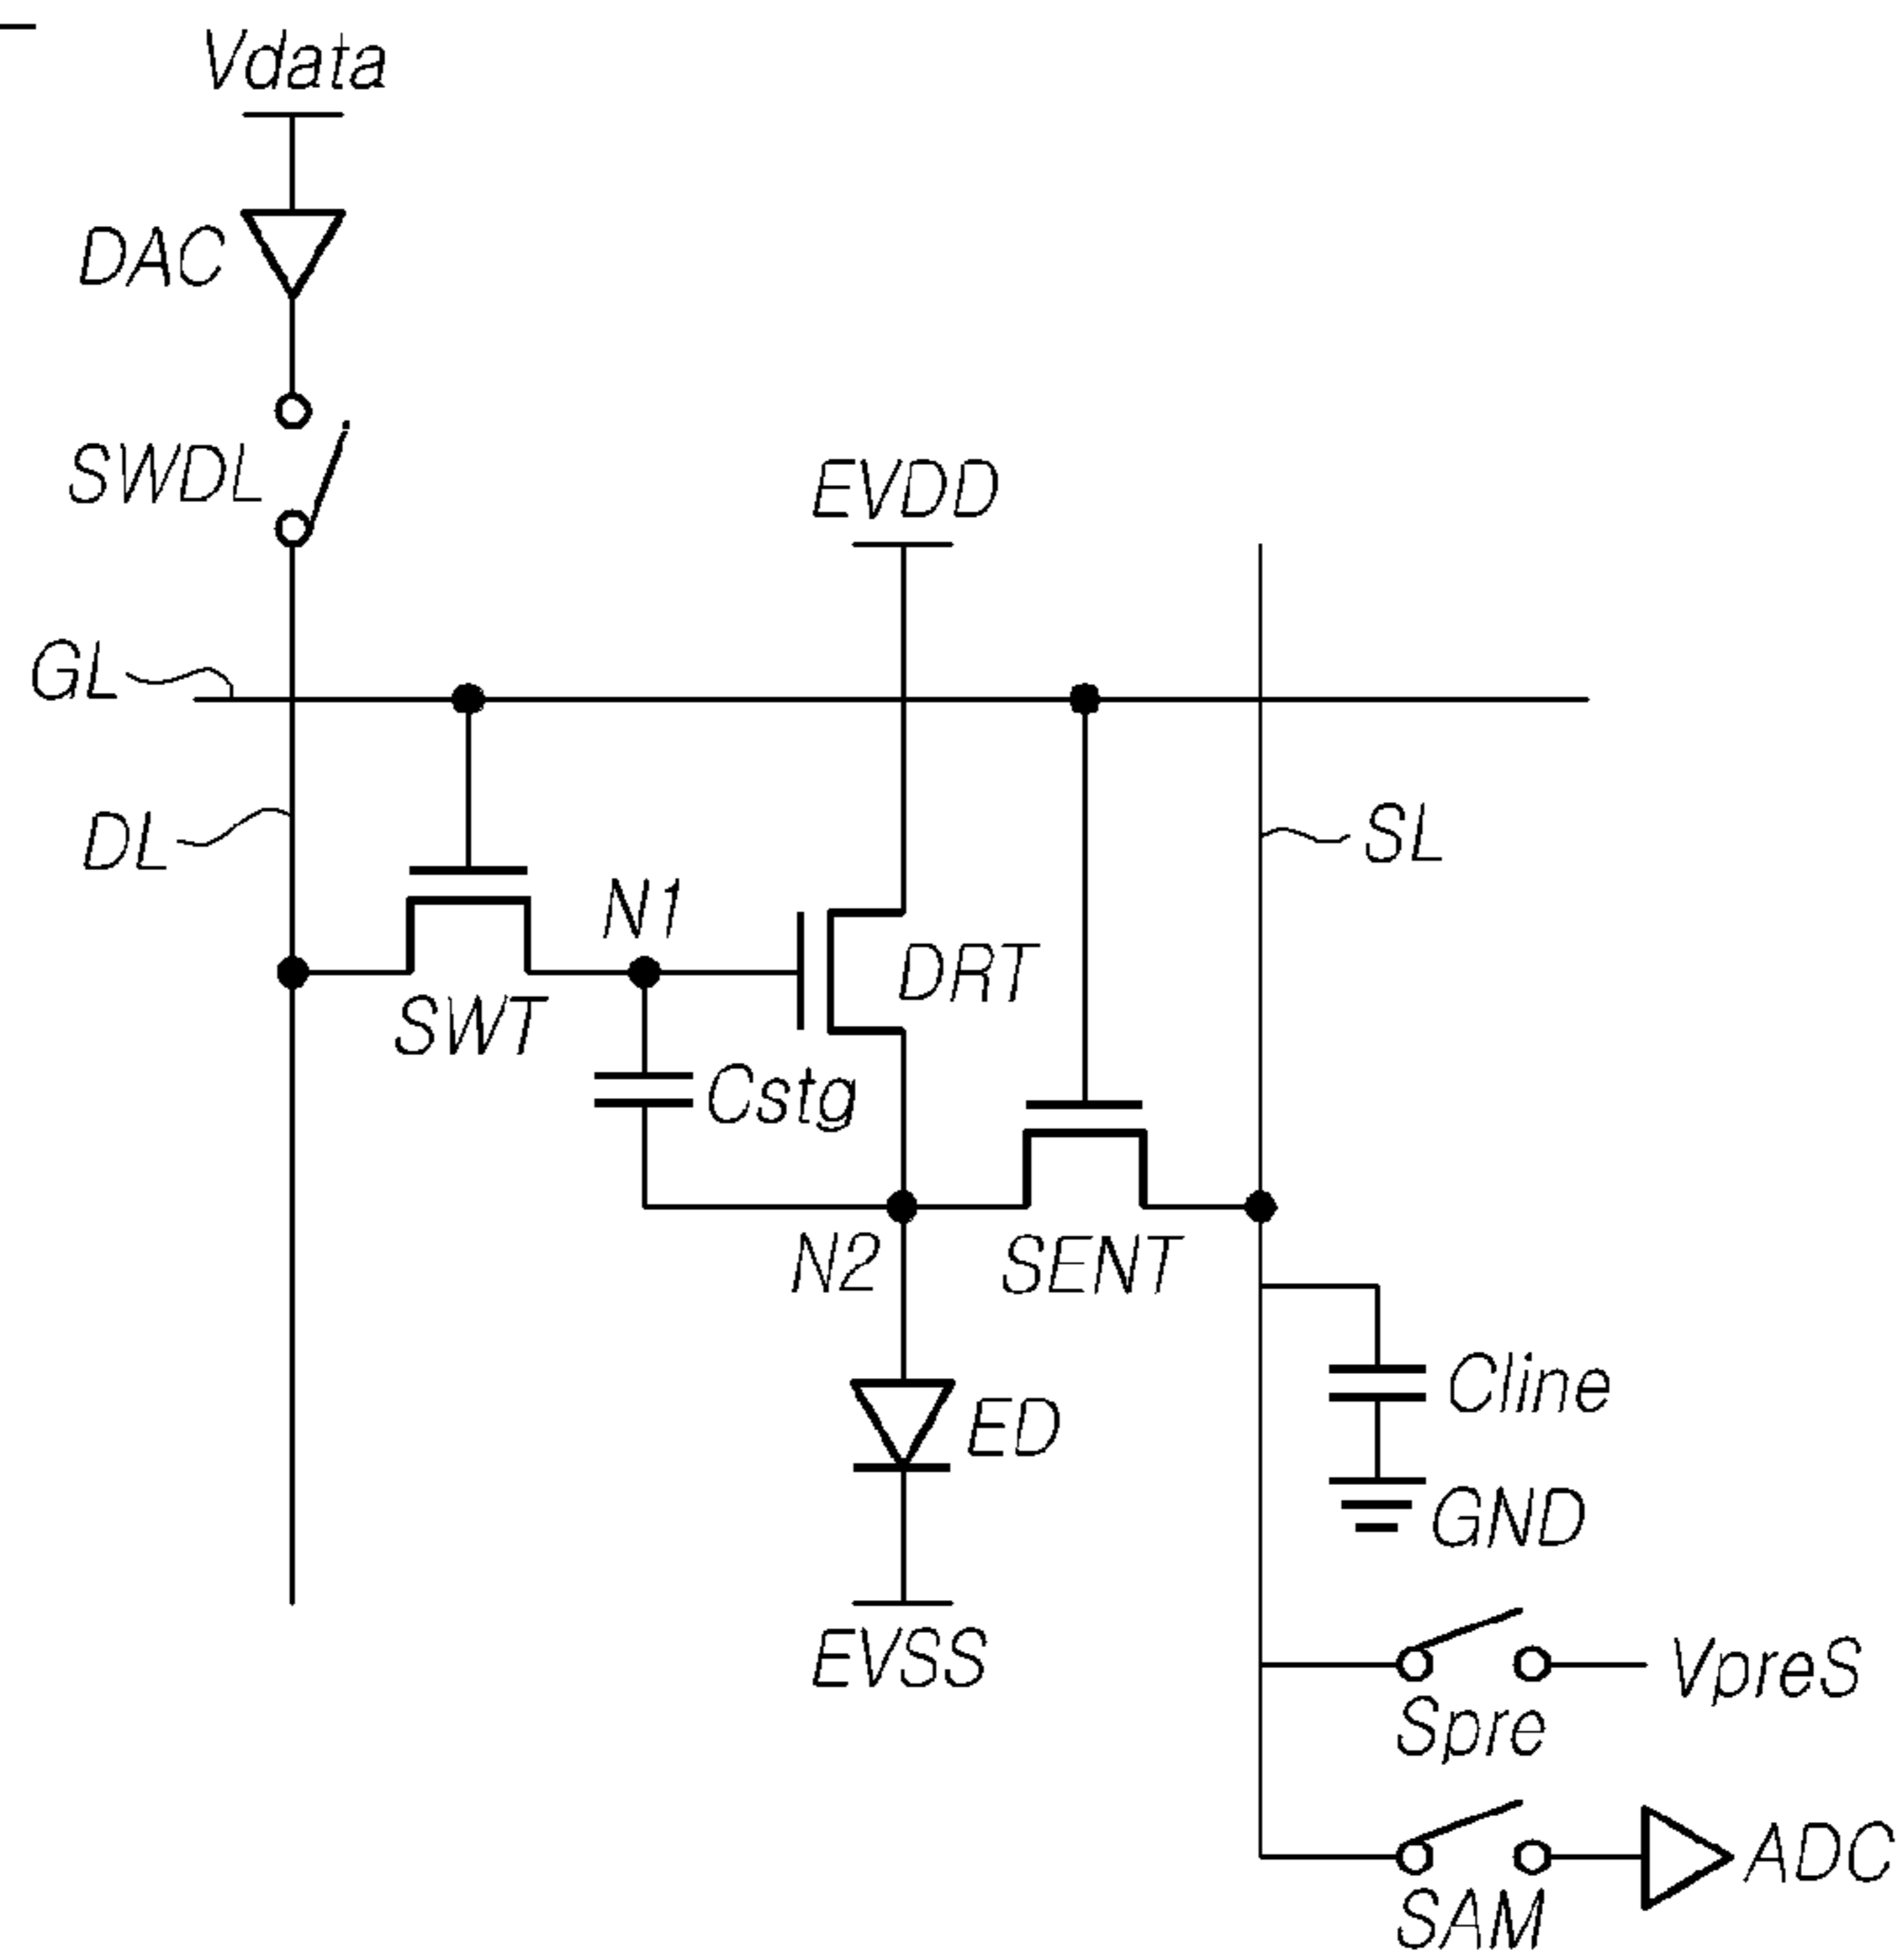 Vdata
DAC
SWDL
EVDD
GL
DL
SL
N1
DRT
SWT
Cstg
N2
SENT
Cline
ED
GND
EVSS
VpreS
Spre
ADC
SAM